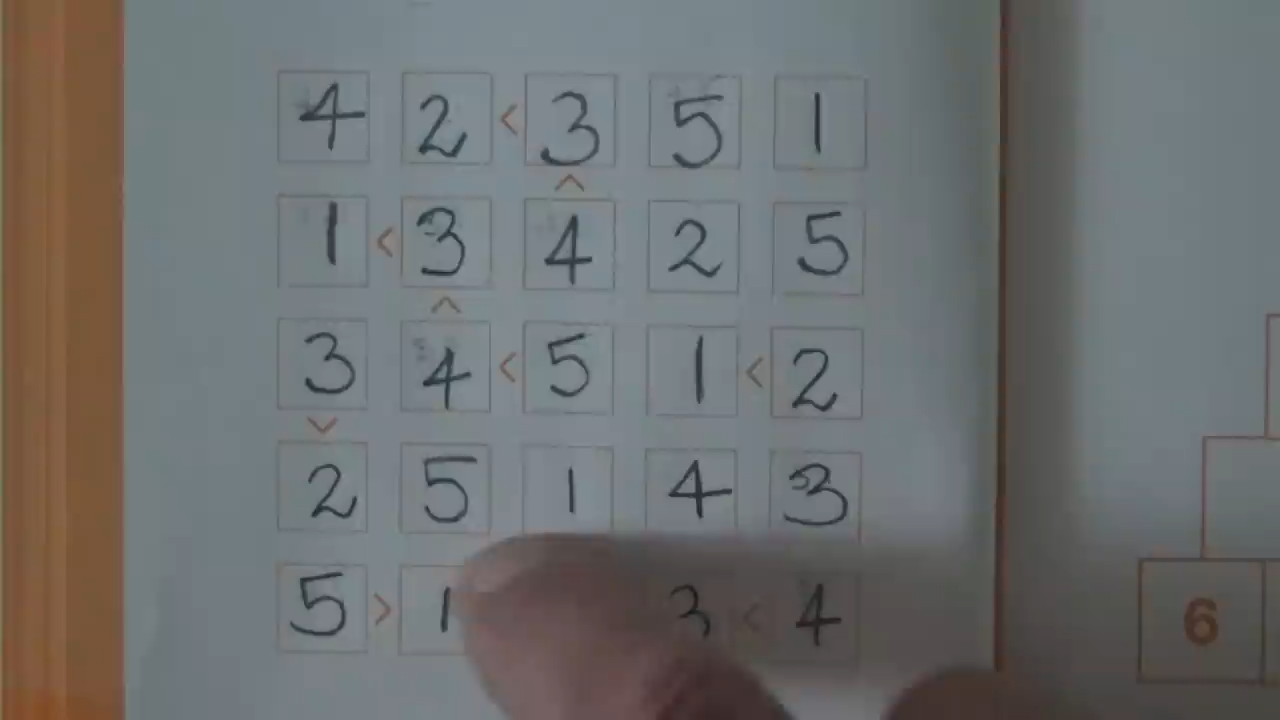 4 2 < 3 5 1
^
1 < 3 4 2 5
^
3 4 < 5 1 < 2
v
2 5 1 4 3
5 > 1 3 < 4
6